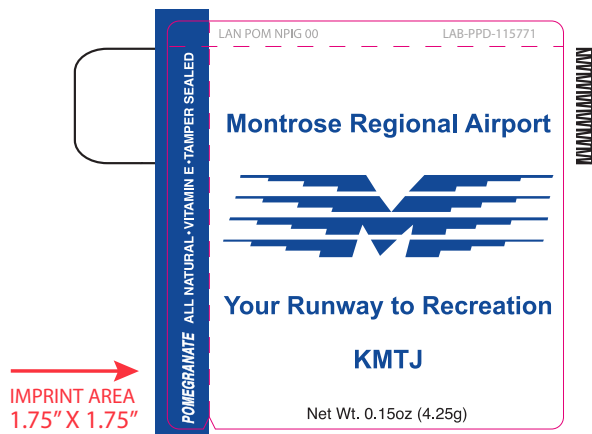 LAN POM NPIG 00
LAB-PPD-115771
POMEGRANATE ALL NATURAL•VITAMIN E•TAMPER SEALED
Montrose Regional Airport
Your Runway to Recreation
KMTJ
Net Wt. 0.15oz (4.25g)
IMPRINT AREA
1.75” X 1.75”